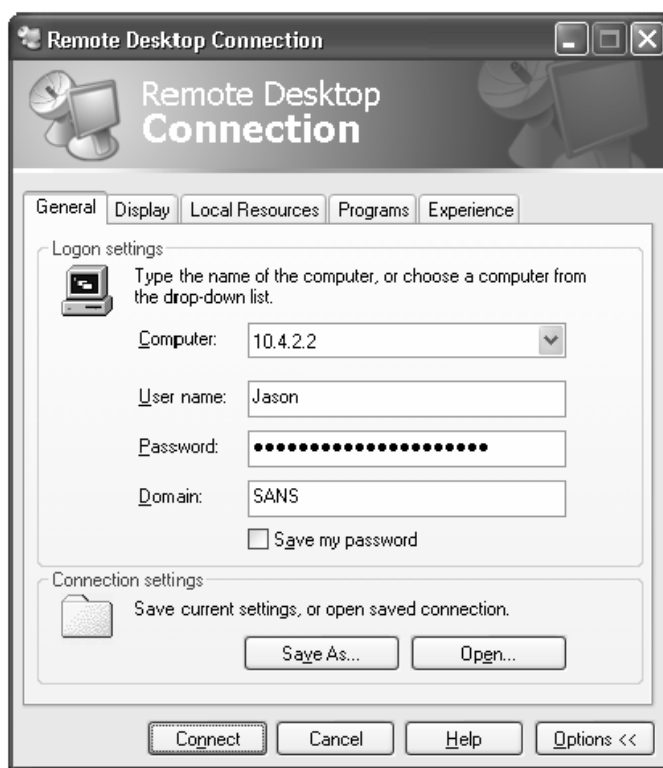 Remote Desktop Connection
Remote Desktop
Connection
General Display Local Resources Programs Experience
Logon settings
Type the name of the computer, or choose a computer from
the drop-down list.
Computer: 10.4.2.2
User name: Jason
Password: •••••••••••••••••••••
Domain: SANS
Save my password
Connection settings
Save current settings, or open saved connection.
Save As... Open...
Connect Cancel Help Options <<